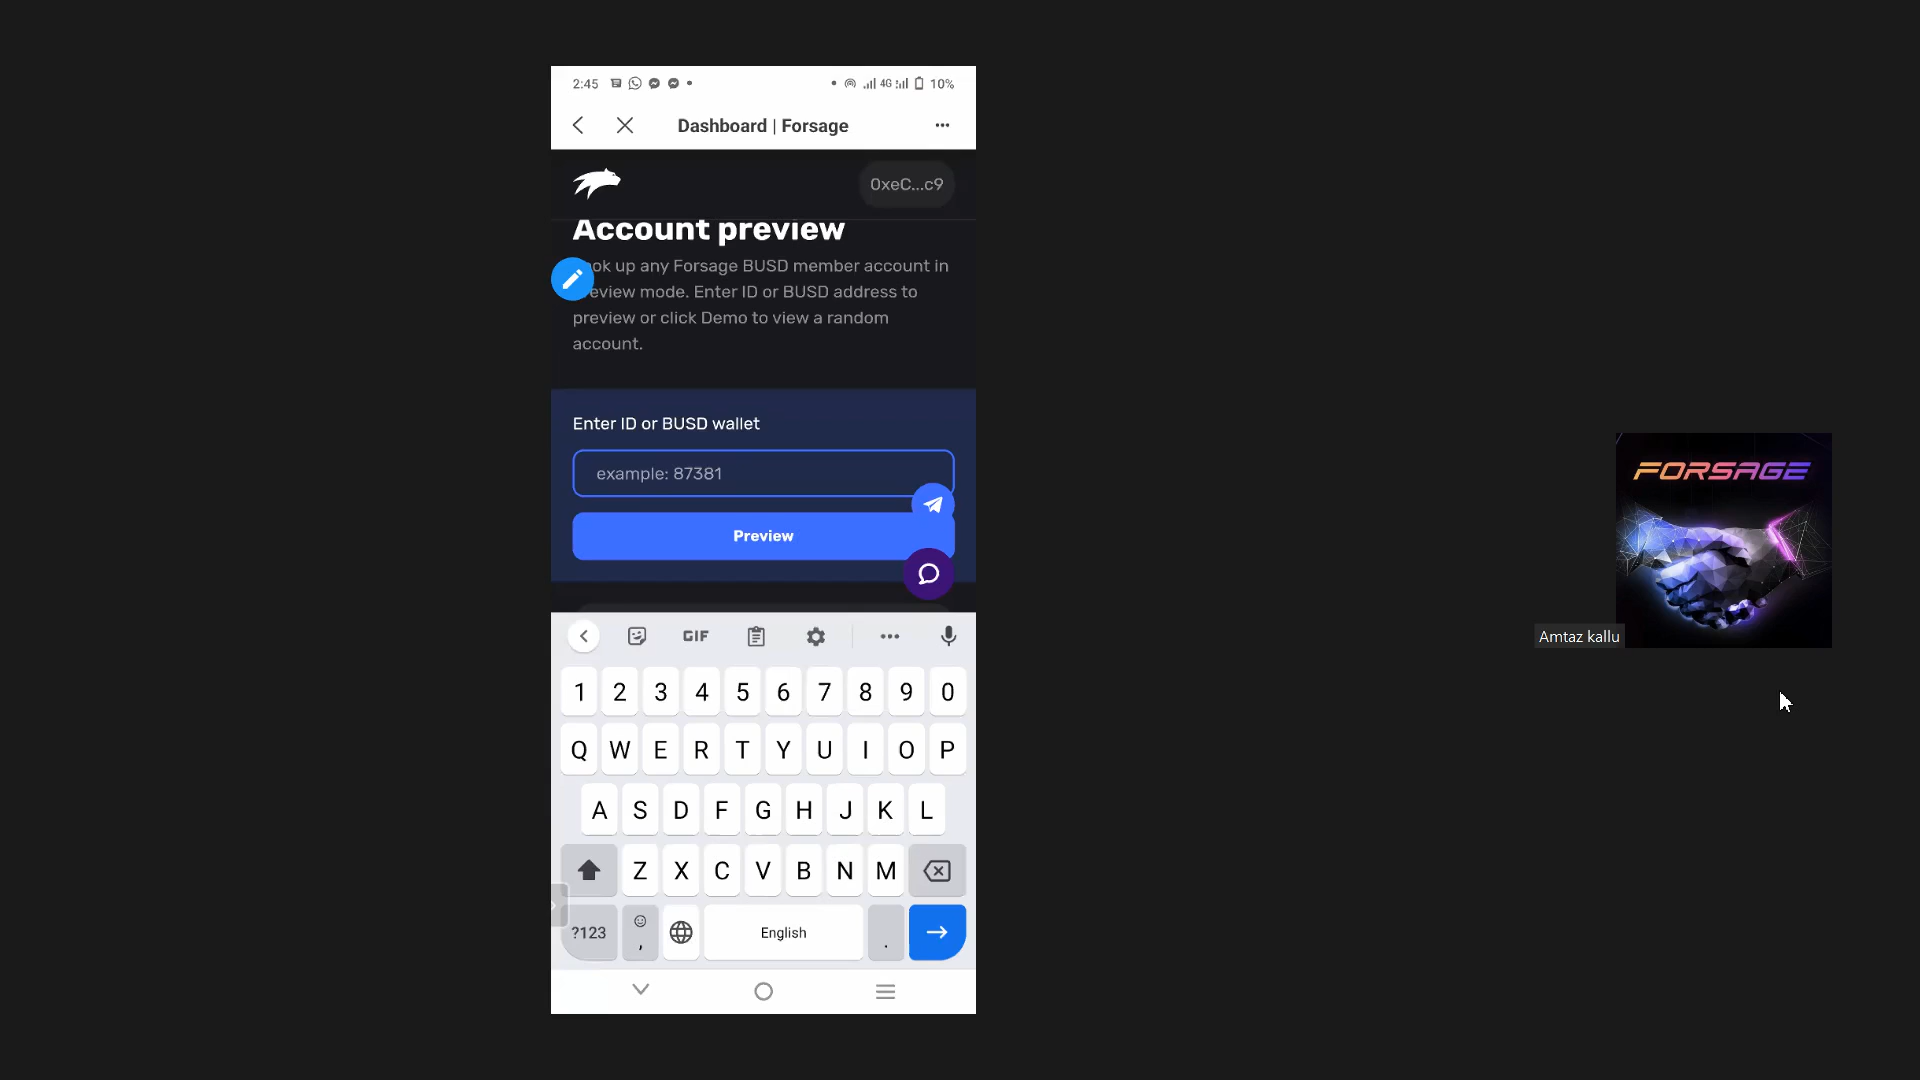 2:45
4G
10%
Dashboard | Forsage
0xeC...c9
Account preview
ok up any Forsage BUSD member account in
eview mode. Enter ID or BUSD address to
preview or click Demo to view a random
account.
Enter ID or BUSD wallet
example: 87381
Preview
GIF
1 2 3 4 5 6 7 8 9 0
Q W E R T Y U I O P
A S D F G H J K L
Z X C V B N M
?123 , English .
FORSAGE
Amtaz kallu